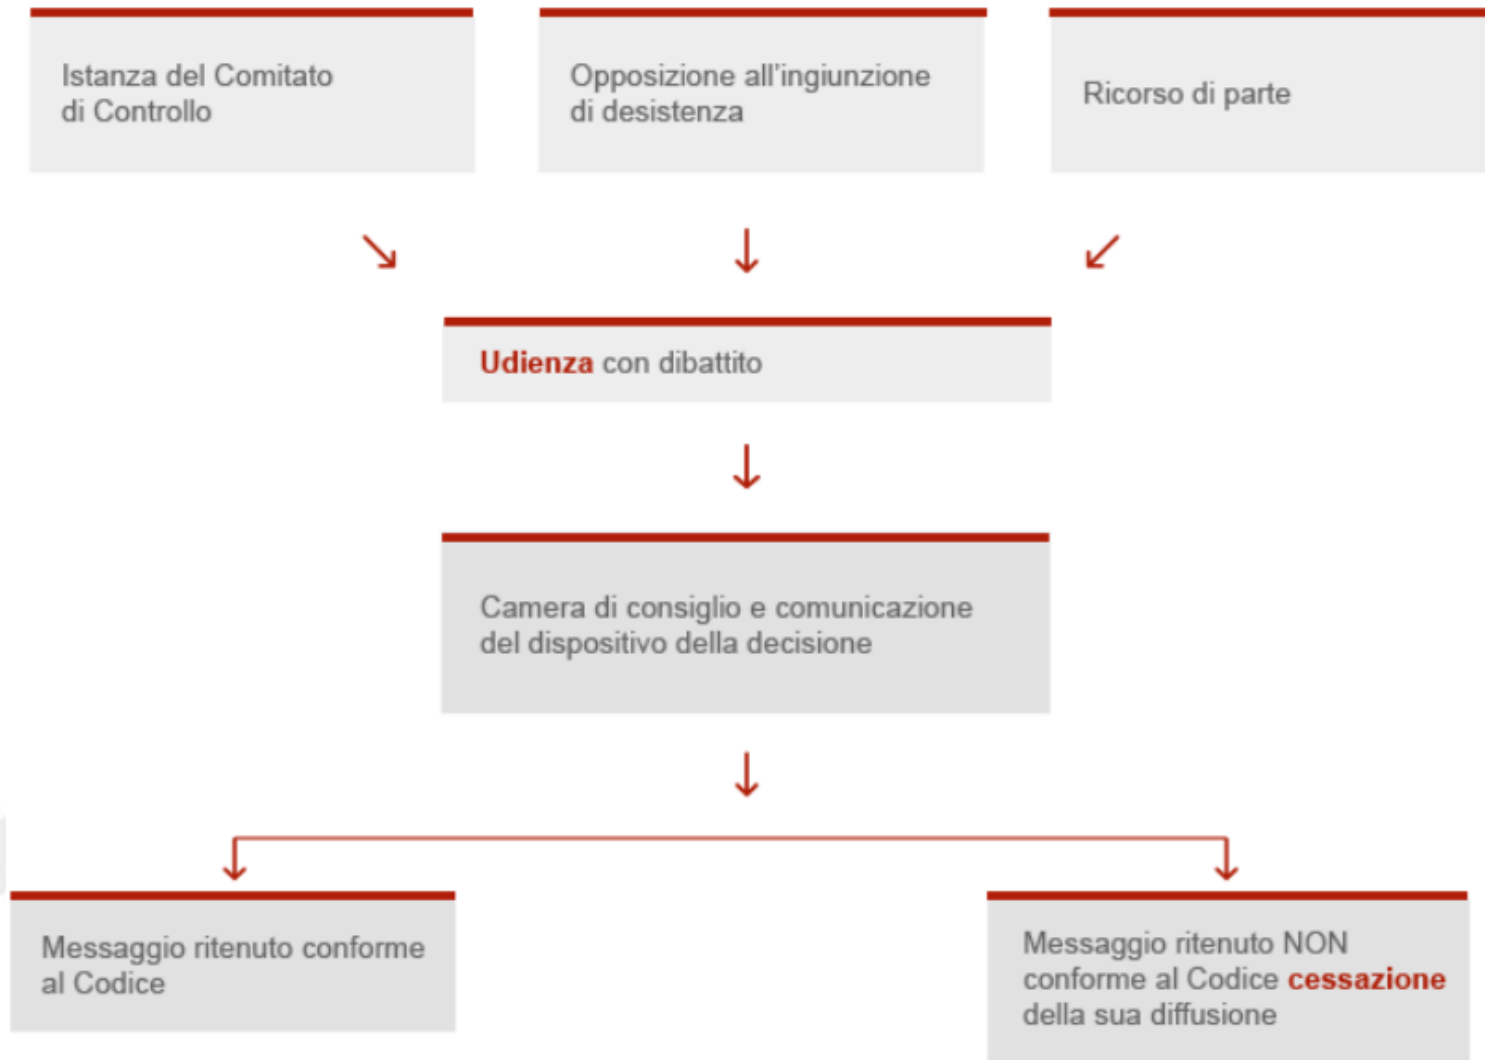 Istanza del Comitato
di Controllo
Opposizione all'ingiunzione
di desistenza
Ricorso di parte
Udienza con dibattito
Camera di consiglio e comunicazione
del dispositivo della decisione
Messaggio ritenuto conforme
al Codice
Messaggio ritenuto NON
conforme al Codice cessazione
della sua diffusione